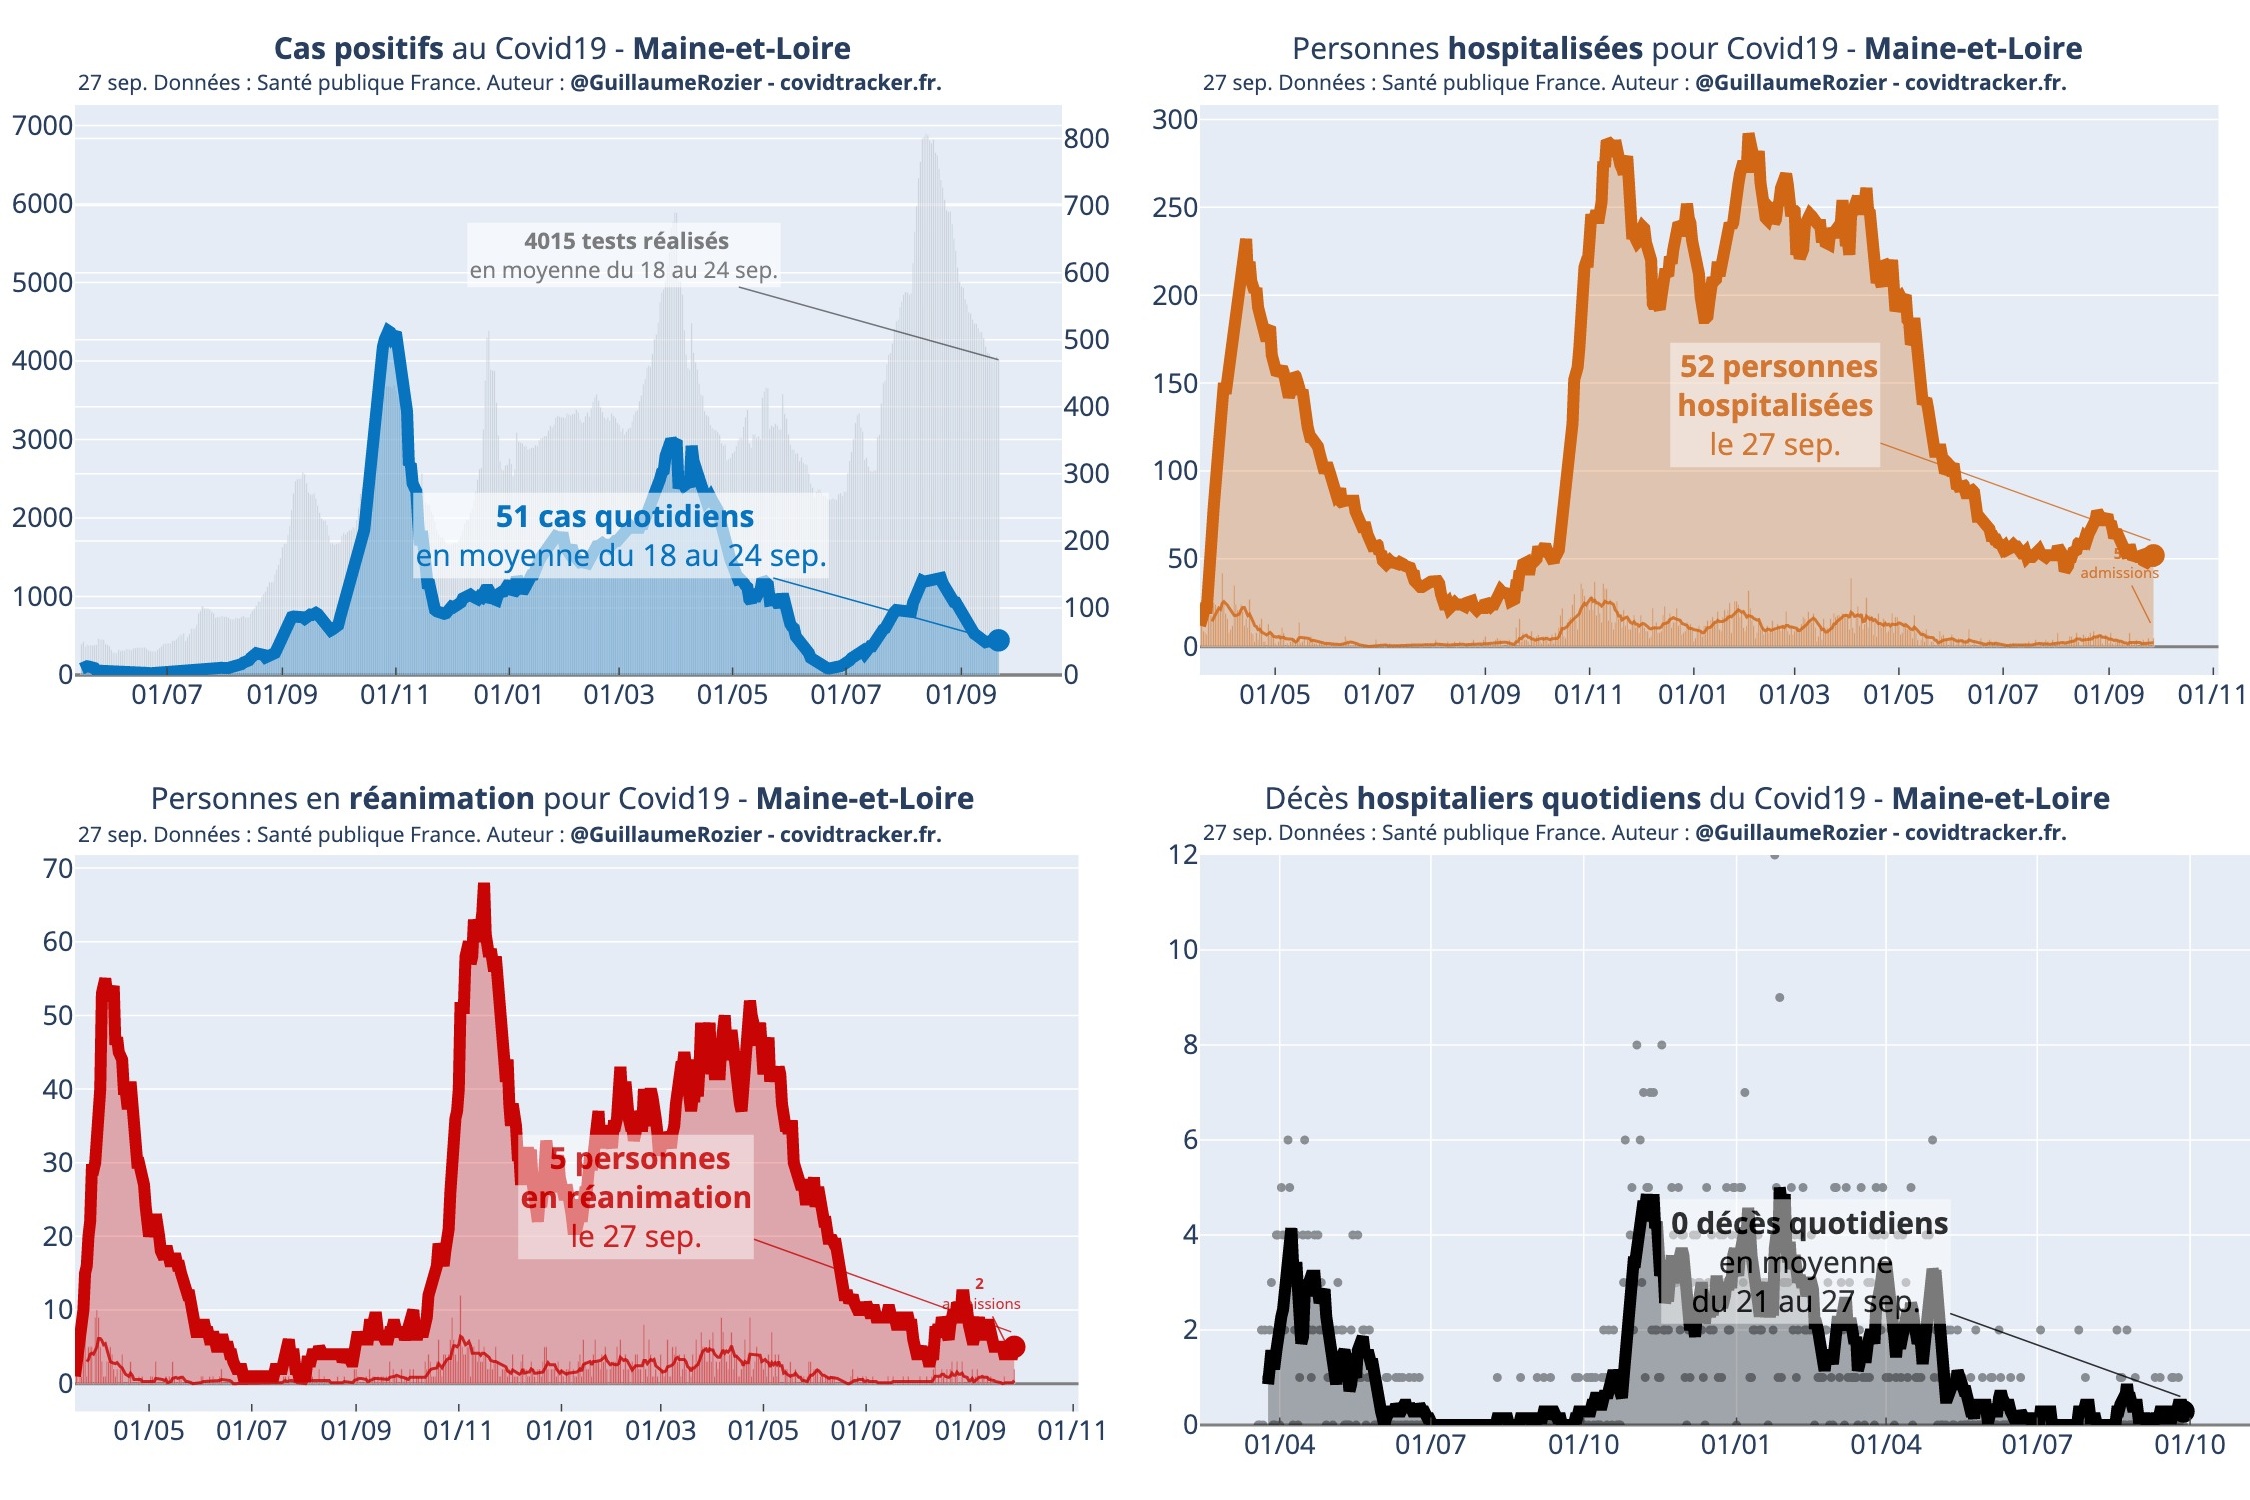 Cas positifs au Covid19 - Maine-et-Loire
27 sep. Données : Santé publique France. Auteur : @GuillaumeRozier - covidtracker.fr.
7000
6000
5000
4000
3000
2000
1000
0
800
700
600
500
400
300
200
100
0
4015 tests réalisés
en moyenne du 18 au 24 sep.
51 cas quotidiens
en moyenne du 18 au 24 sep.
01/07 01/09 01/11 01/01 01/03 01/05 01/07 01/09
Personnes hospitalisées pour Covid19 - Maine-et-Loire
27 sep. Données : Santé publique France. Auteur : @GuillaumeRozier - covidtracker.fr.
300
250
200
150
100
50
0
52 personnes
hospitalisées
le 27 sep.
admissions
01/05 01/07 01/09 01/11 01/01 01/03 01/05 01/07 01/09 01/11
Personnes en réanimation pour Covid19 - Maine-et-Loire
27 sep. Données : Santé publique France. Auteur : @GuillaumeRozier - covidtracker.fr.
70
60
50
40
30
20
10
0
5 personnes
en réanimation
le 27 sep.
2
admissions
01/05 01/07 01/09 01/11 01/01 01/03 01/05 01/07 01/09 01/11
Décès hospitaliers quotidiens du Covid19 - Maine-et-Loire
27 sep. Données : Santé publique France. Auteur : @GuillaumeRozier - covidtracker.fr.
12
10
8
6
4
2
0
0 décès quotidiens
en moyenne
du 21 au 27 sep.
01/04 01/07 01/10 01/01 01/04 01/07 01/10